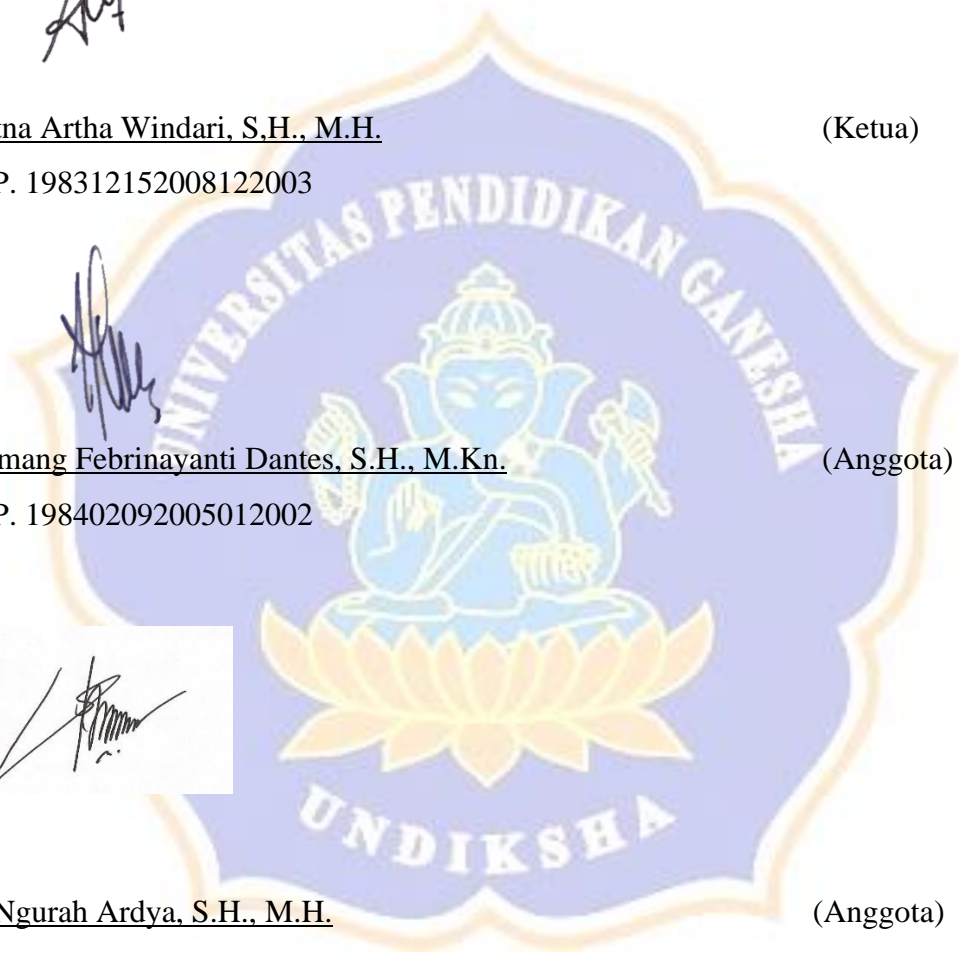 tna Artha Windari, S,H., M.H. (Ketua)
P. 198312152008122003
UNIVERSITAS PENDIDIKAN GANESHA
mang Febrinayanti Dantes, S.H., M.Kn. (Anggota)
P. 198402092005012002
UNDIKSHA
Ngurah Ardya, S.H., M.H. (Anggota)